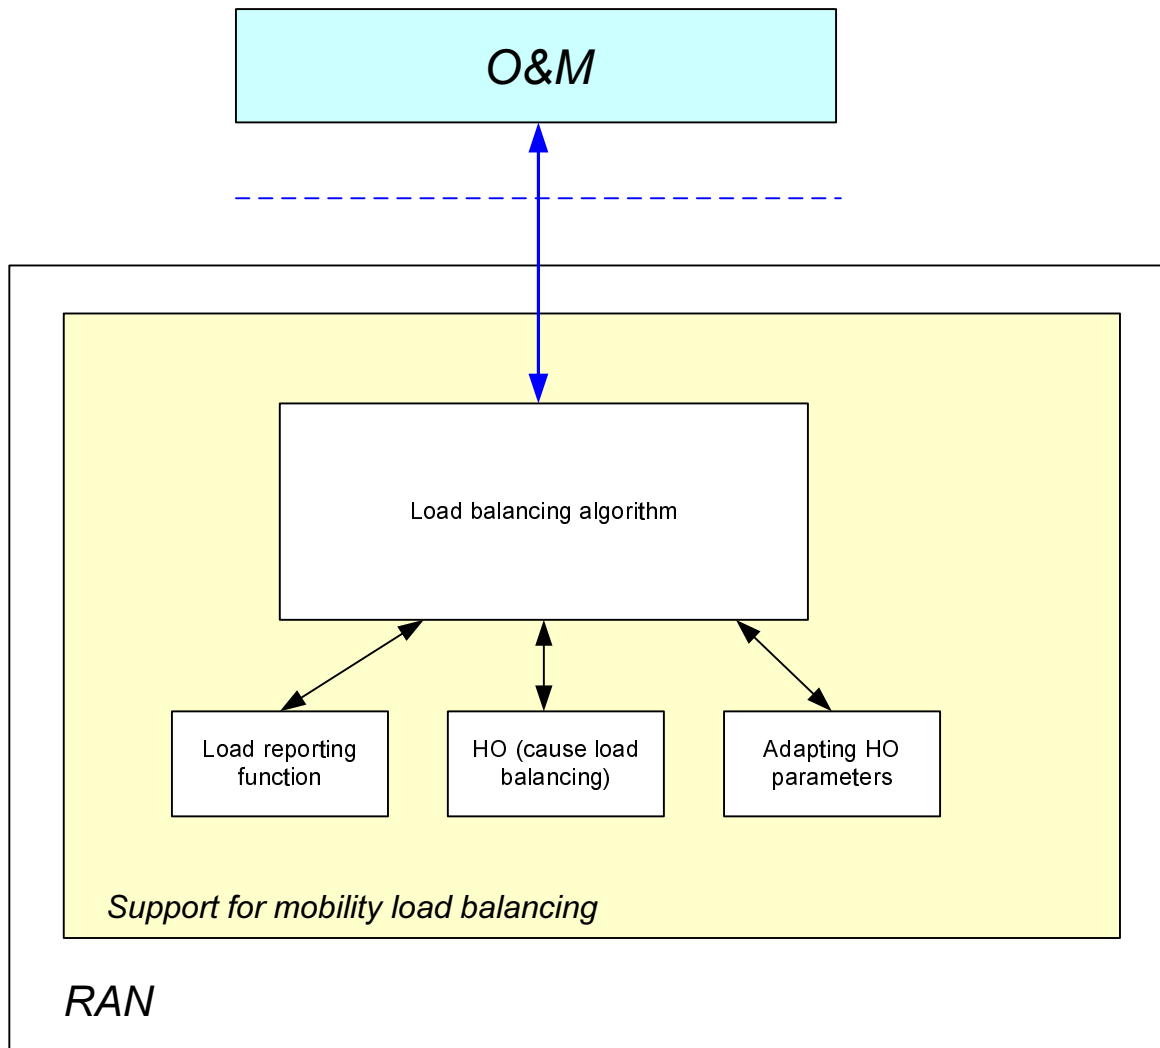 O&M
Load balancing algorithm
Load reporting
function
HO (cause load
balancing)
Adapting HO
parameters
Support for mobility load balancing
RAN